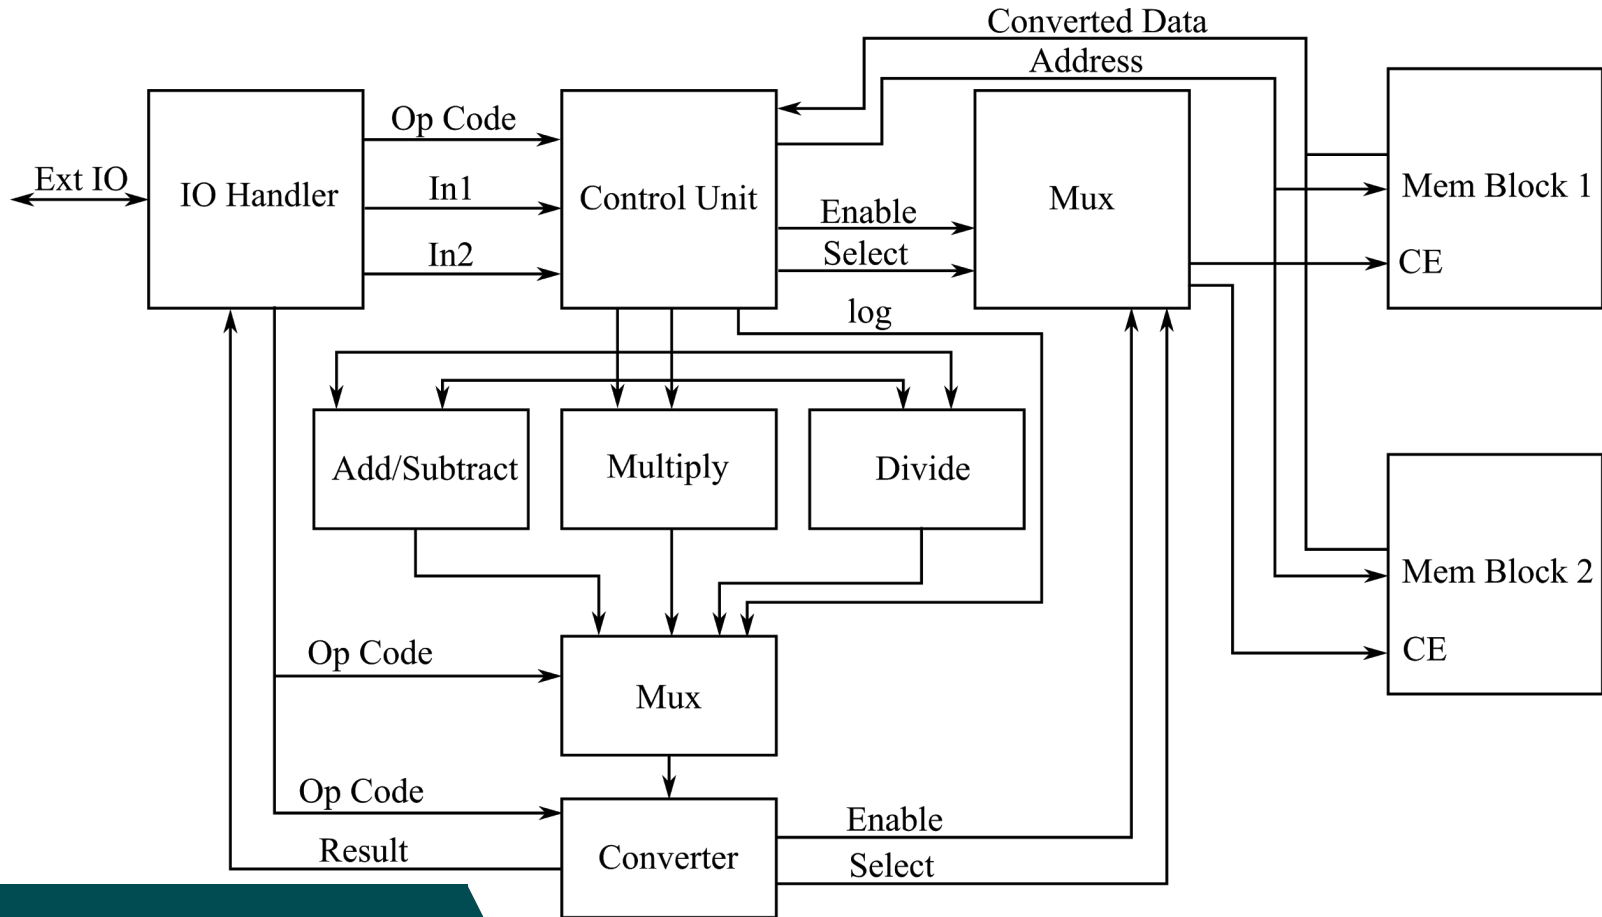 Converted Data
Address
Op Code
Ext IO
IO Handler
In1
In2
Control Unit
Enable
Select
Mux
Mem Block 1
CE
log
Add/Subtract
Multiply
Divide
Mem Block 2
CE
Op Code
Mux
Op Code
Result
Converter
Enable
Select